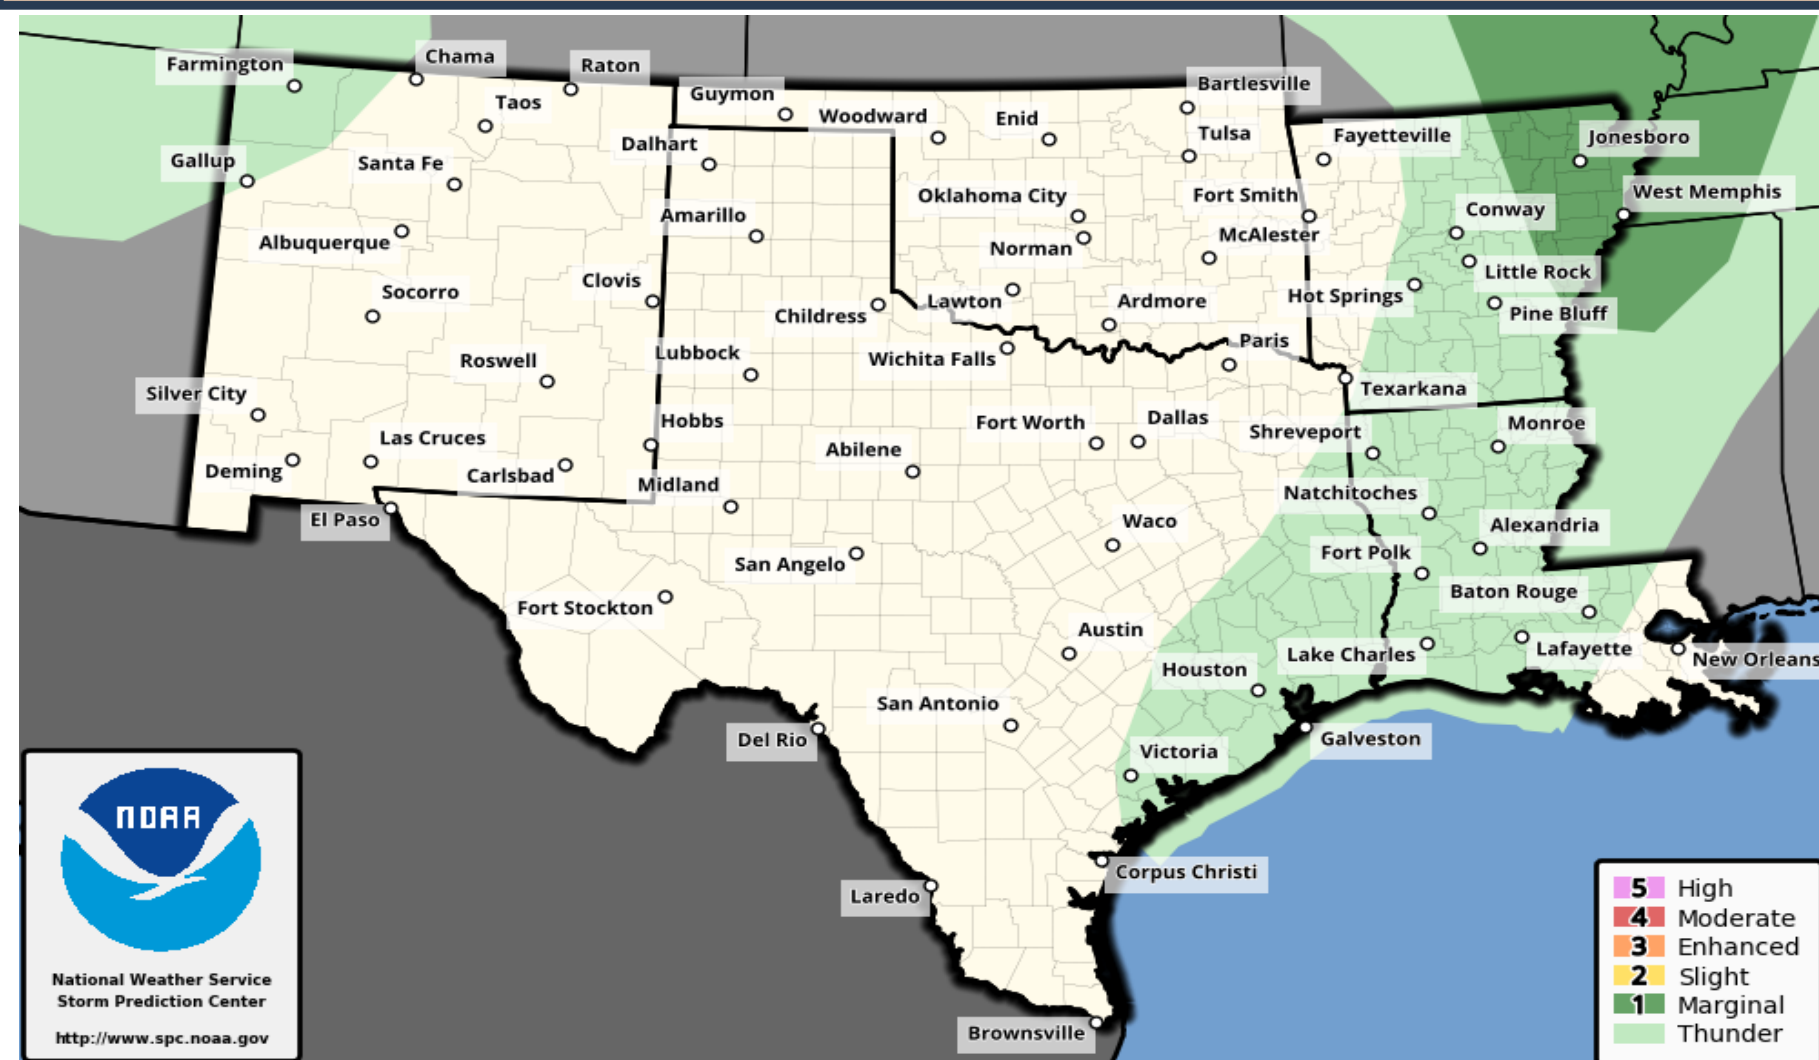 Farmington
Chama
Raton
Guymon
Bartlesville
Taos
Woodward
Enid
Tulsa
Fayetteville
Jonesboro
Dalhart
Gallup
Santa Fe
Oklahoma City
Fort Smith
West Memphis
Amarillo
Conway
Albuquerque
Norman
McAlester
Little Rock
Clovis
Socorro
Lawton
Ardmore
Hot Springs
Childress
Pine Bluff
Paris
Lubbock
Wichita Falls
Roswell
Texarkana
Silver City
Hobbs
Fort Worth
Dallas
Monroe
Shreveport
Las Cruces
Abilene
Deming
Carlsbad
Midland
Natchitoches
El Paso
Waco
Alexandria
San Angelo
Fort Polk
Baton Rouge
Fort Stockton
Austin
Lake Charles
Lafayette
New Orleans
Houston
San Antonio
Del Rio
Galveston
Victoria
Corpus Christi
Laredo
Brownsville
NOAA
National Weather Service
Storm Prediction Center
http://www.spc.noaa.gov
5 High
4 Moderate
3 Enhanced
2 Slight
1 Marginal
Thunder